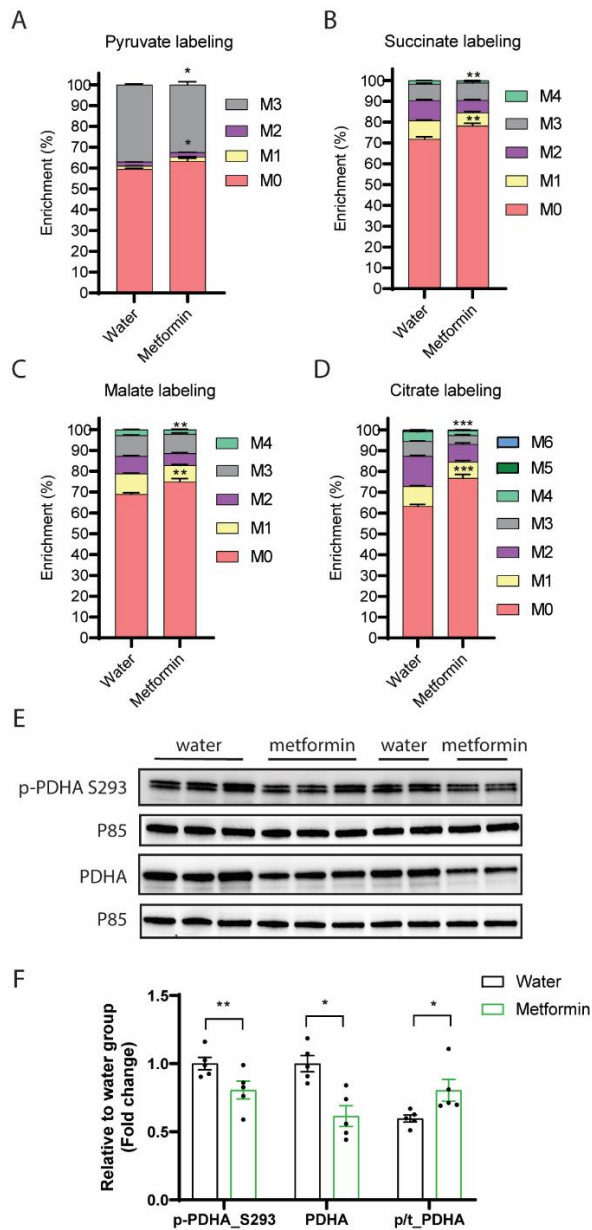 A
Pyruvate labeling
Enrichment (%)
100
90
80
70
60
50
40
30
20
10
0
*
*
Water
Metformin
M3
M2
M1
M0
B
Succinate labeling
Enrichment (%)
100
90
80
70
60
50
40
30
20
10
0
**
**
Water
Metformin
M4
M3
M2
M1
M0
C
Malate labeling
Enrichment (%)
100
90
80
70
60
50
40
30
20
10
0
**
**
Water
Metformin
M4
M3
M2
M1
M0
D
Citrate labeling
Enrichment (%)
100
90
80
70
60
50
40
30
20
10
0
***
***
Water
Metformin
M6
M5
M4
M3
M2
M1
M0
E
water metformin water metformin
p-PDHA S293
P85
PDHA
P85
F
Relative to water group
(Fold change)
1.5
1.0
0.5
0.0
** * *
Water
Metformin
p-PDHA_S293 PDHA p/t_PDHA